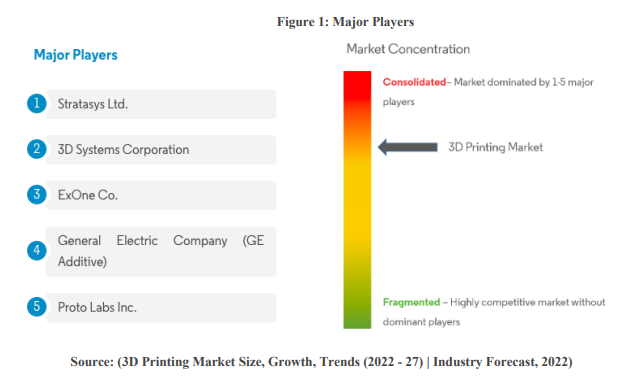 Figure 1: Major Players
Major Players
1 Stratasys Ltd.
2 3D Systems Corporation
3 ExOne Co.
4 General Electric Company (GE
Additive)
5 Proto Labs Inc.
Market Concentration
Consolidated– Market dominated by 1-5 major
players
3D Printing Market
Fragmented – Highly competitive market without
dominant players
Source: (3D Printing Market Size, Growth, Trends (2022 - 27) | Industry Forecast, 2022)